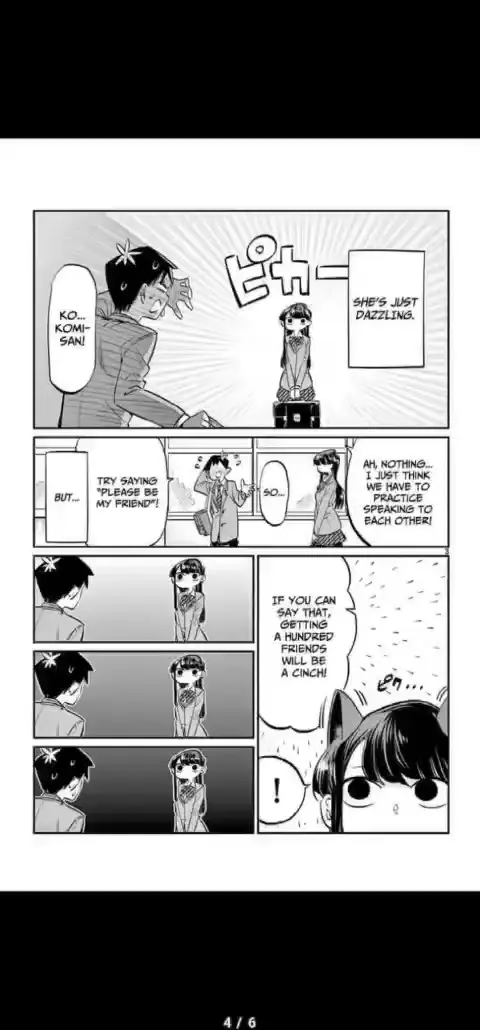 SHE'S JUST
DAZZLING.
ピカー
KO...
KOMI-
SAN!
AH, NOTHING...
I JUST THINK
WE HAVE TO
PRACTICE
SPEAKING TO
EACH OTHER!
SO...
TRY SAYING
"PLEASE BE
MY FRIEND"!
BUT...
3
IF YOU CAN
SAY THAT,
GETTING
A HUNDRED
FRIENDS
WILL BE
A CINCH!
ピク...
!
4 / 6